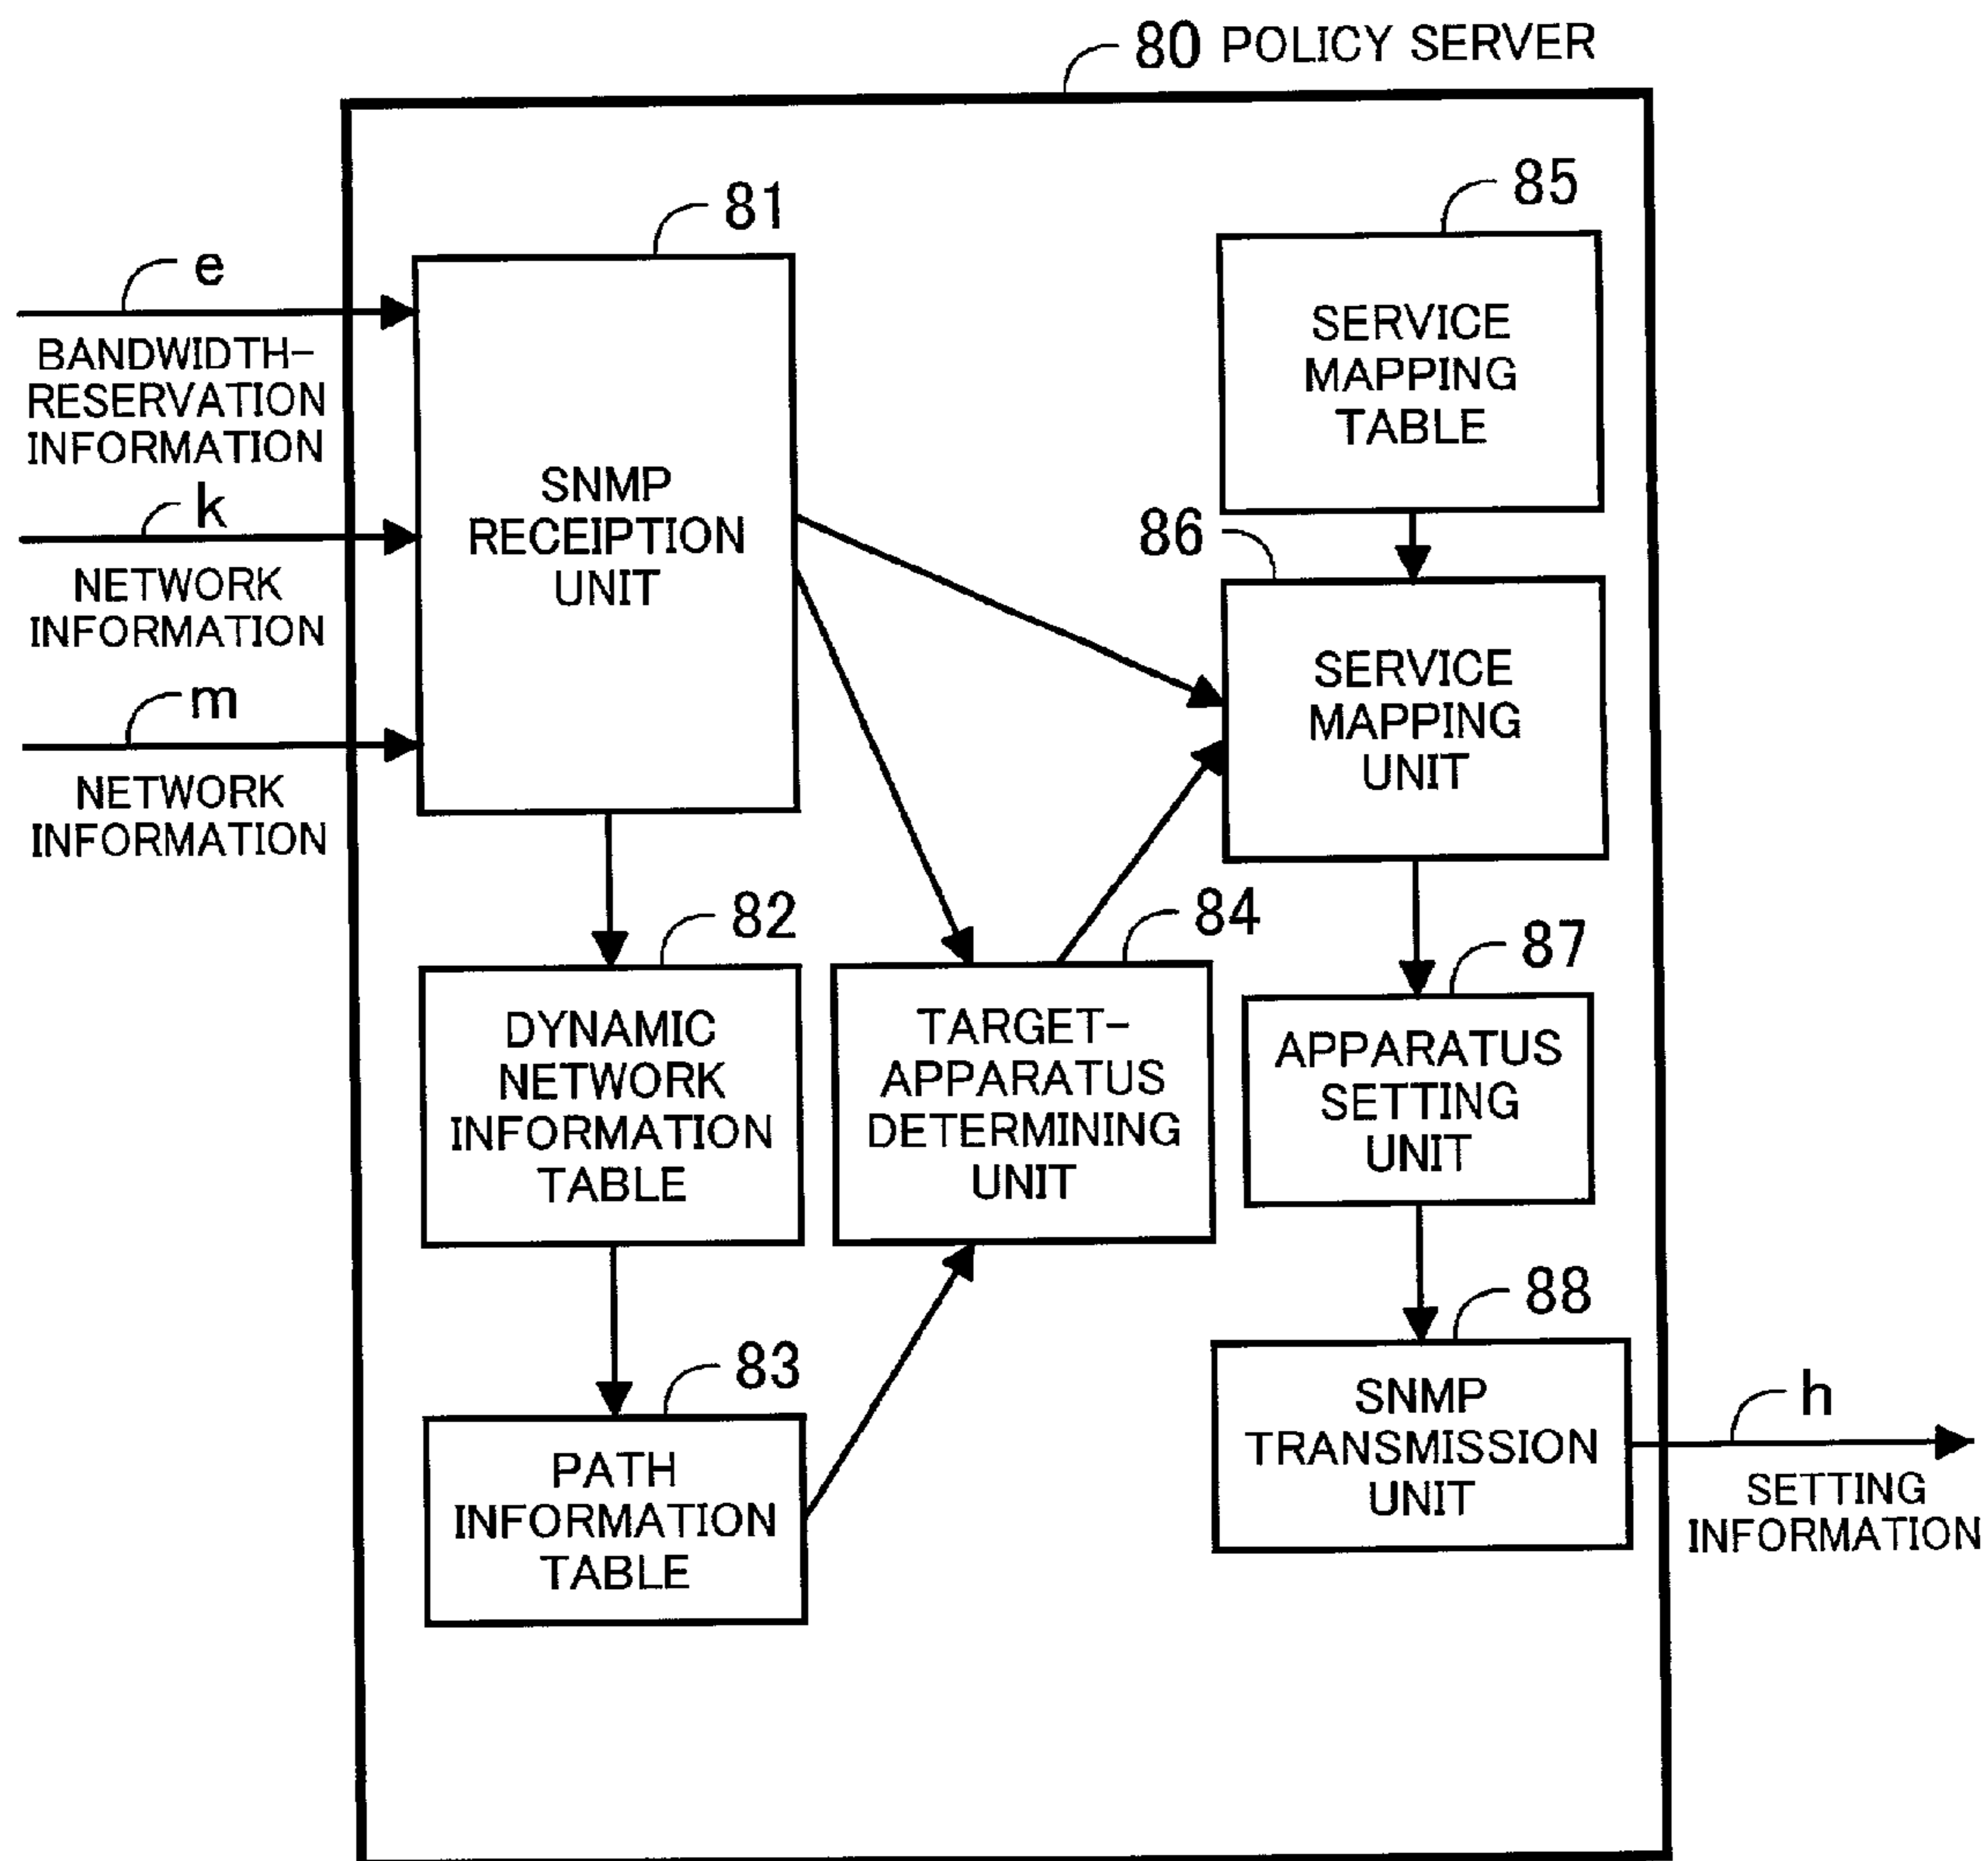 80 POLICY SERVER
81
85
e
BANDWIDTH-
RESERVATION
INFORMATION
SERVICE
MAPPING
TABLE
k
NETWORK
INFORMATION
SNMP
RECEIPTION
UNIT
86
m
NETWORK
INFORMATION
SERVICE
MAPPING
UNIT
82
84
87
DYNAMIC
NETWORK
INFORMATION
TABLE
TARGET-
APPARATUS
DETERMINING
UNIT
APPARATUS
SETTING
UNIT
83
88
PATH
INFORMATION
TABLE
SNMP
TRANSMISSION
UNIT
h
SETTING
INFORMATION